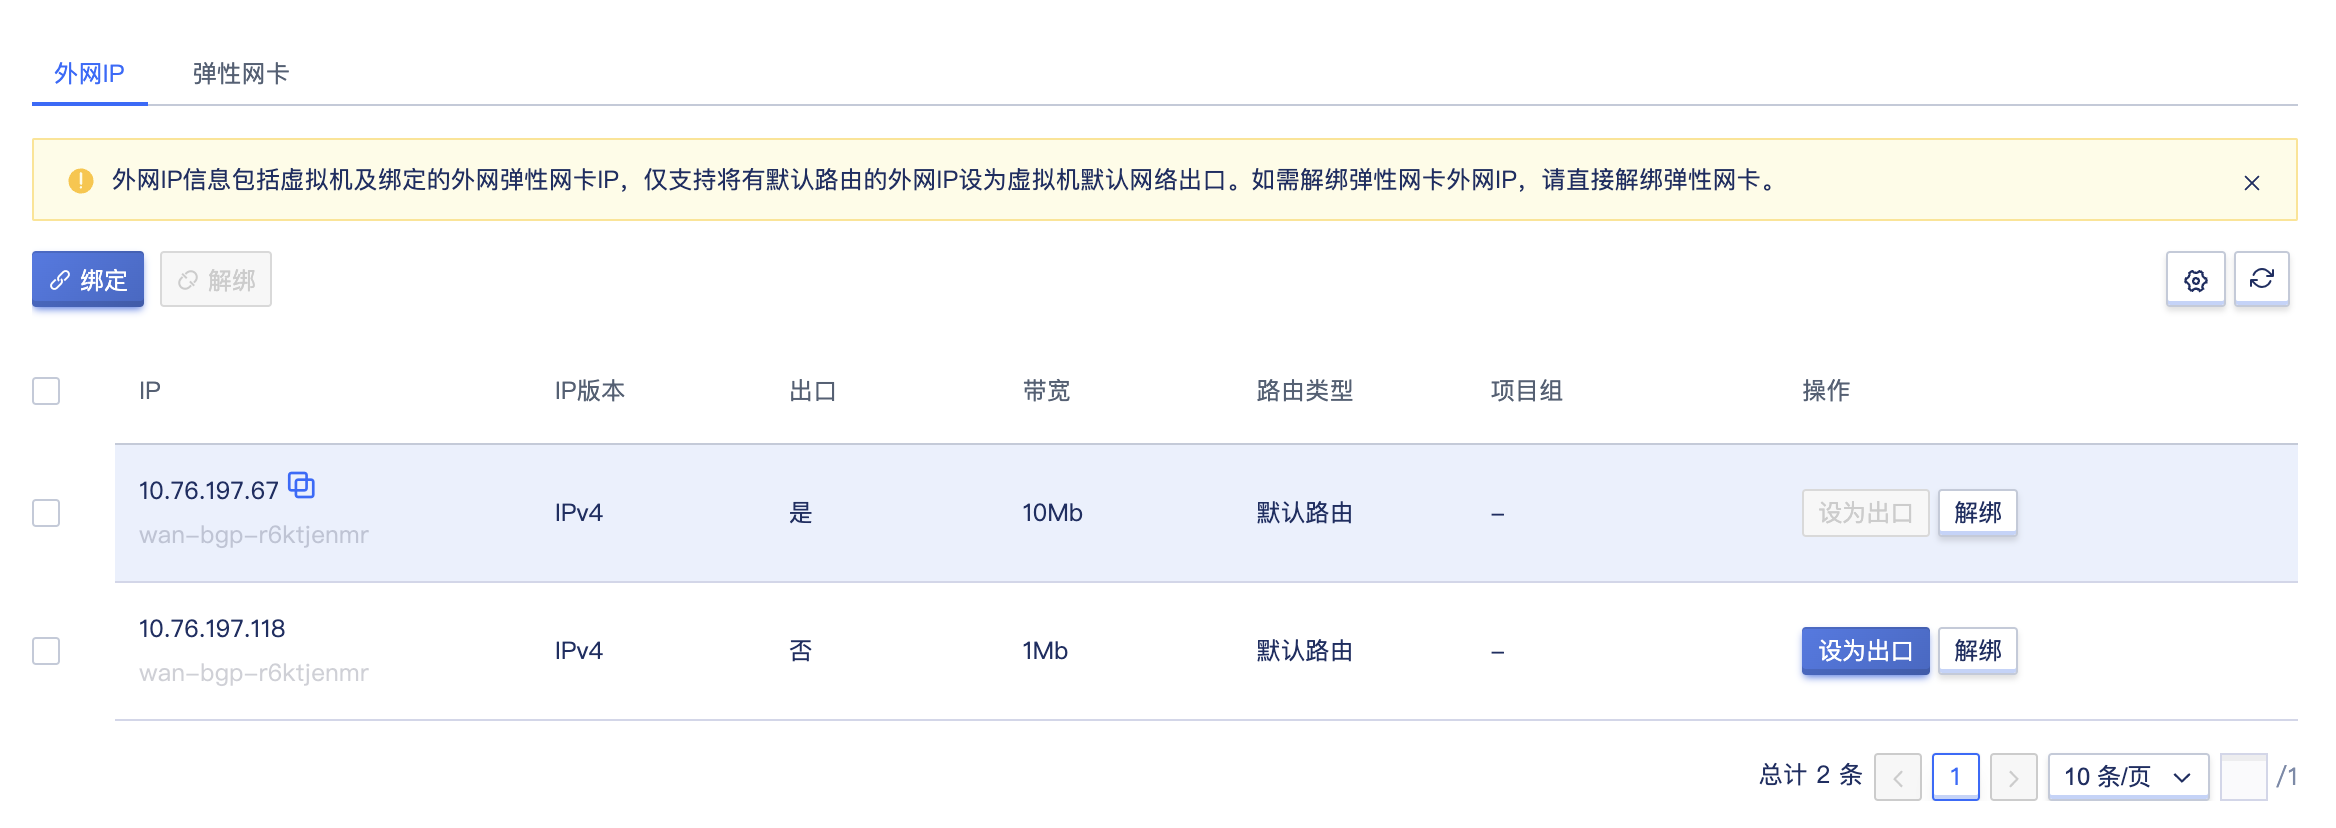 外网IP 弹性网卡
外网IP信息包括虚拟机及绑定的外网弹性网卡IP，仅支持将有默认路由的外网IP设为虚拟机默认网络出口。如需解绑弹性网卡外网IP，请直接解绑弹性网卡。
绑定 解绑
IP IP版本 出口 带宽 路由类型 项目组 操作
10.76.197.67
wan-bgp-r6ktjenmr
IPv4 是 10Mb 默认路由 – 设为出口 解绑
10.76.197.118
wan-bgp-r6ktjenmr
IPv4 否 1Mb 默认路由 – 设为出口 解绑
总计 2 条 1 10 条/页 /1